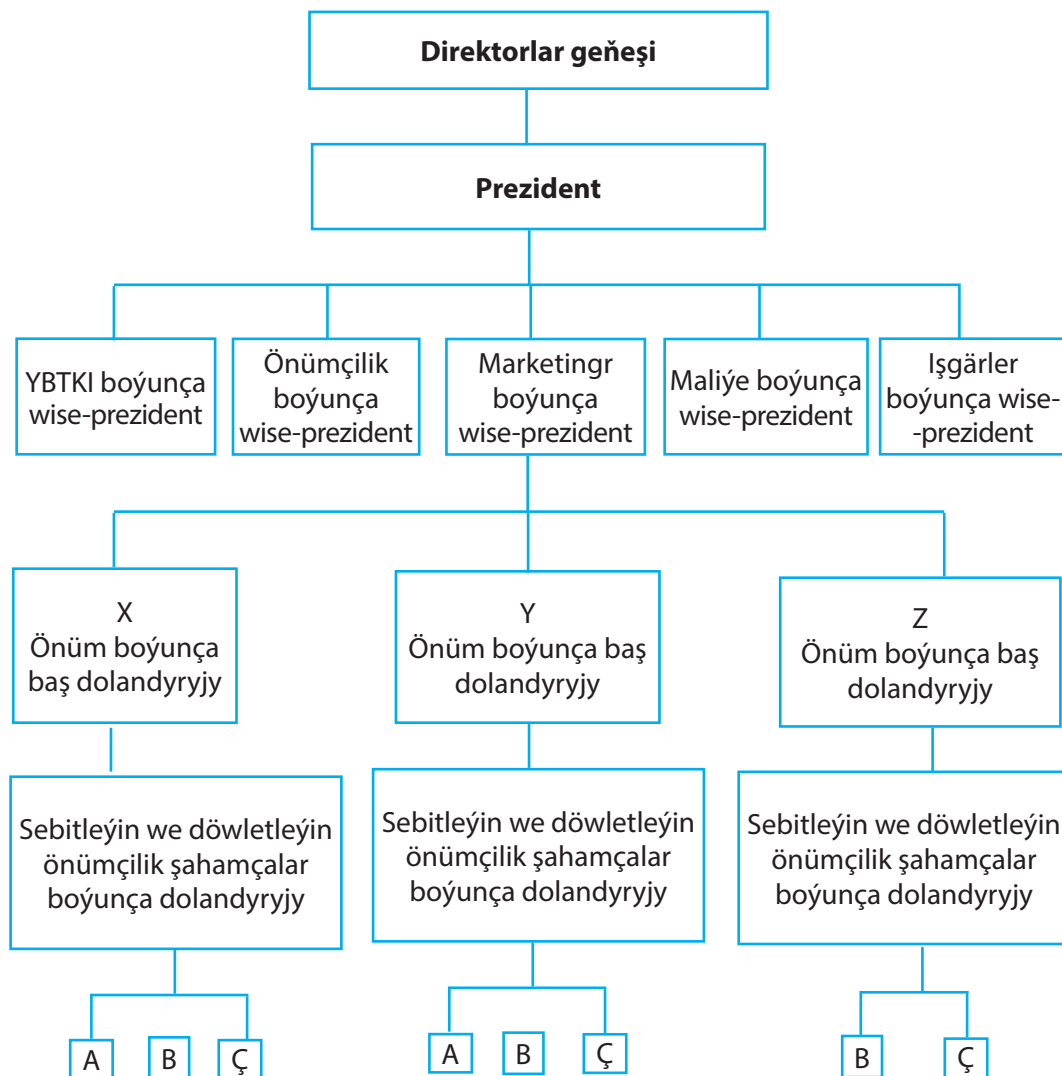 Direktorlar geňeşi
Prezident
YBTKI boýunça
wise-prezident
Önümçilik
boýunça
wise-prezident
Marketingr
boýunça
wise-prezident
Maliýe boýunça
wise-prezident
Işgärler
boýunça wise-
-prezident
X
Önüm boýunça
baş dolandyryjy
Y
Önüm boýunça baş
dolandyryjy
Z
Önüm boýunça baş
dolandyryjy
Sebitleýin we döwletleýin
önümçilik şahamçalar
boýunça dolandyryjy
Sebitleýin we döwletleýin
önümçilik şahamçalar
boýunça dolandyryjy
Sebitleýin we döwletleýin
önümçilik şahamçalar
boýunça dolandyryjy
A
B
Ç
A
B
Ç
B
Ç